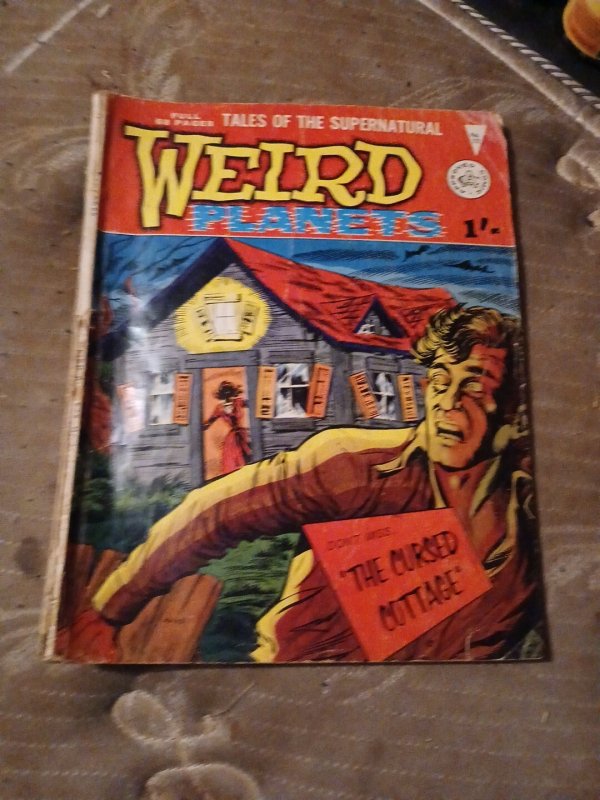 FULL
68 PAGES TALES OF THE SUPERNATURAL
WEIRD
PLANETS
1'-
DON'T MISS
"THE CURSED
COTTAGE"